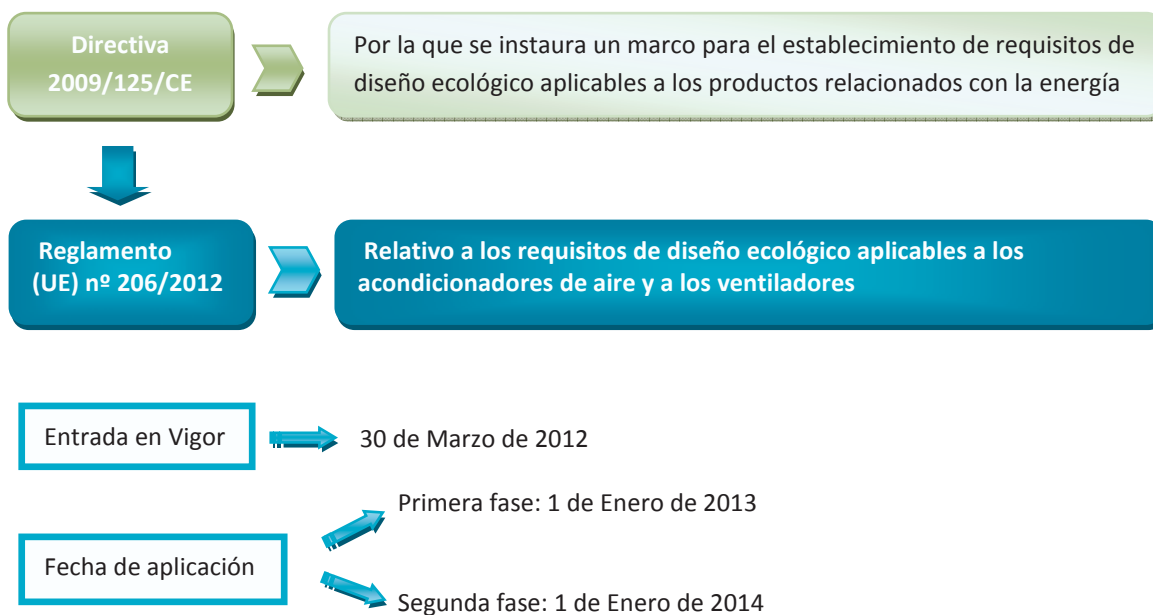 Directiva
2009/125/CE
Por la que se instaura un marco para el establecimiento de requisitos de
diseño ecológico aplicables a los productos relacionados con la energía
Reglamento
(UE) nº 206/2012
Relativo a los requisitos de diseño ecológico aplicables a los
acondicionadores de aire y a los ventiladores
Entrada en Vigor
30 de Marzo de 2012
Fecha de aplicación
Primera fase: 1 de Enero de 2013
Segunda fase: 1 de Enero de 2014